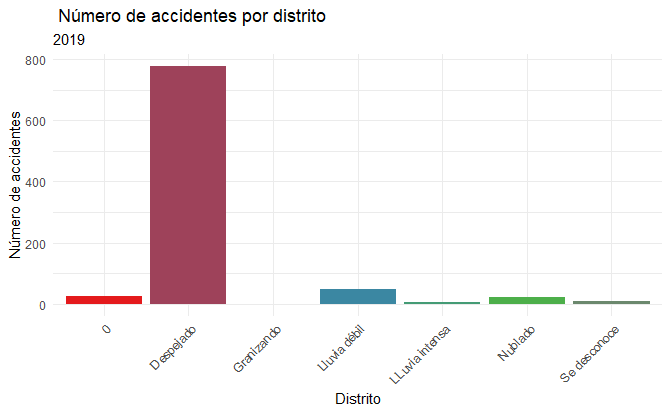 Número de accidentes por distrito
2019
Número de accidentes
800
600
400
200
0
0
Despejado
Granizando
Lluvia débil
LLuvia intensa
Nublado
Se desconoce
Distrito